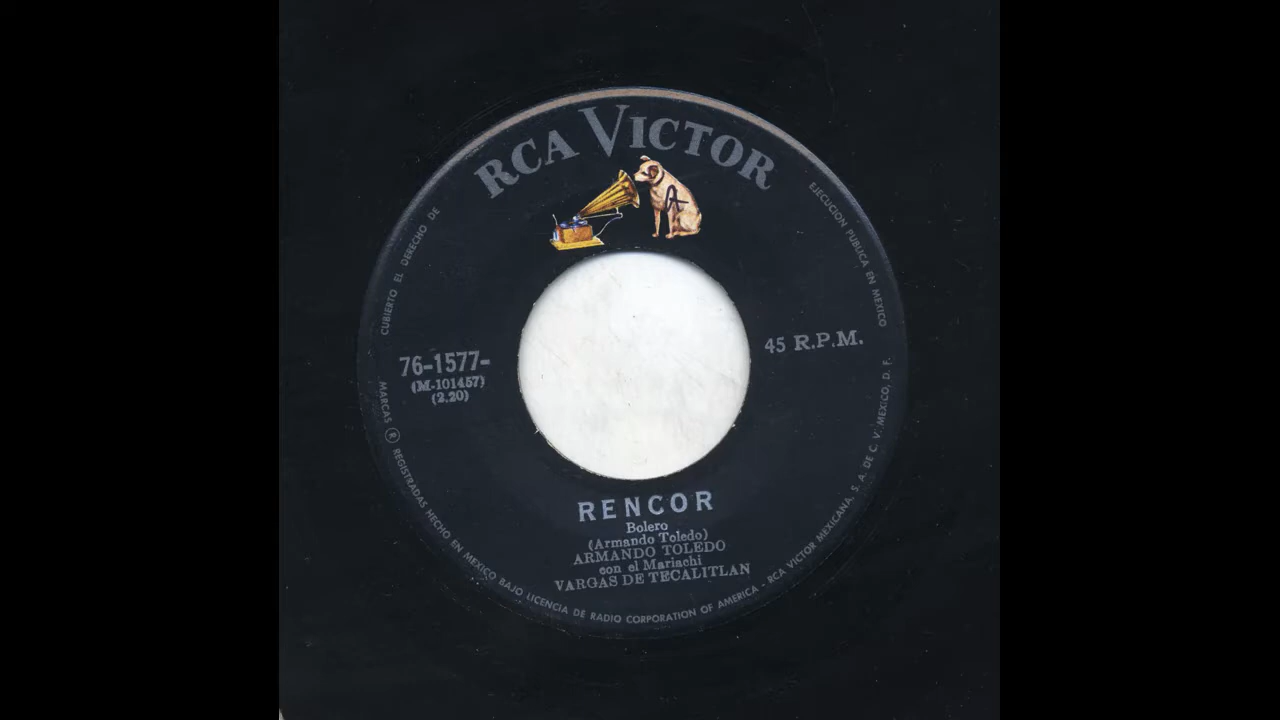 RCA VICTOR
A
CUBIERTO EL DERECHO DE
EJECUCION PUBLICA EN MEXICO
76-1577-
(M-101457)
(2.20)
45 R.P.M.
RENCOR
Bolero
(Armando Toledo)
ARMANDO TOLEDO
con el Mariachi
VARGAS DE TECALITLAN
MARCAS ® REGISTRADAS HECHO EN MEXICO BAJO LICENCIA DE RADIO CORPORATION OF AMERICA - RCA VICTOR MEXICANA, S. A. DE C. V. MEXICO, D. F.